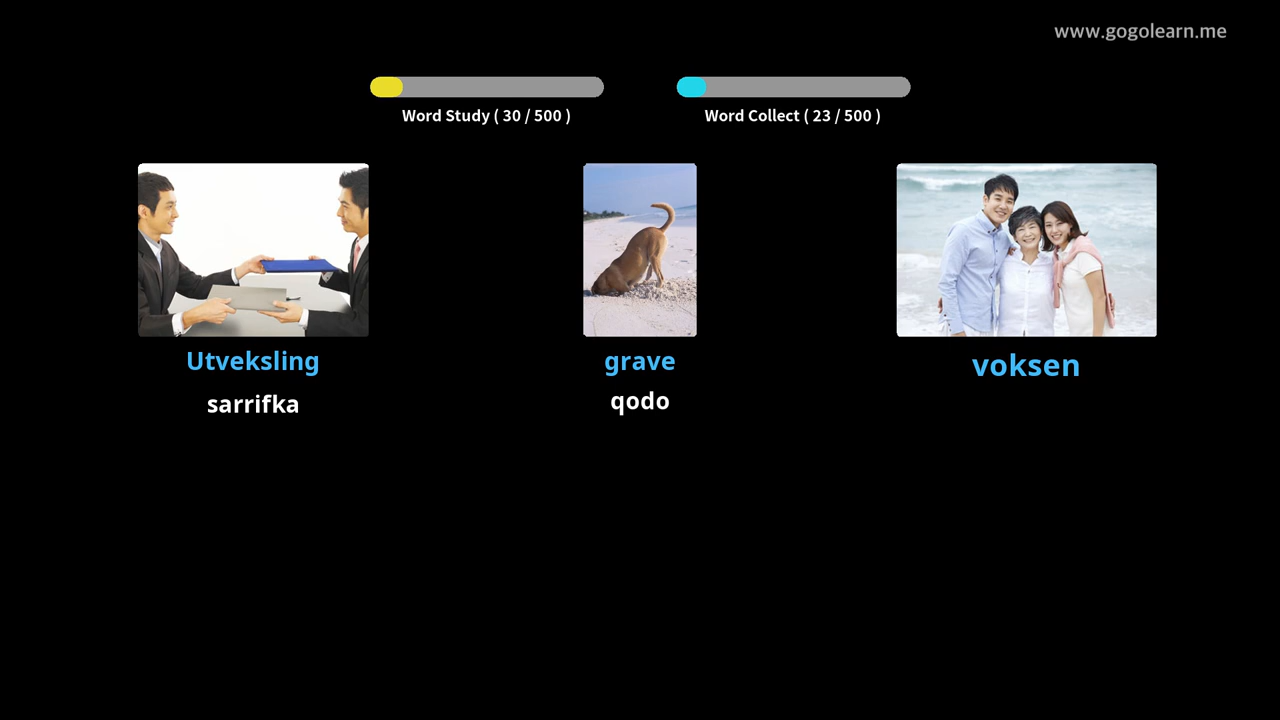 www.gogolearn.me
Word Study ( 30 / 500 )
Word Collect ( 23 / 500 )
Utveksling
sarrifka
grave
qodo
voksen